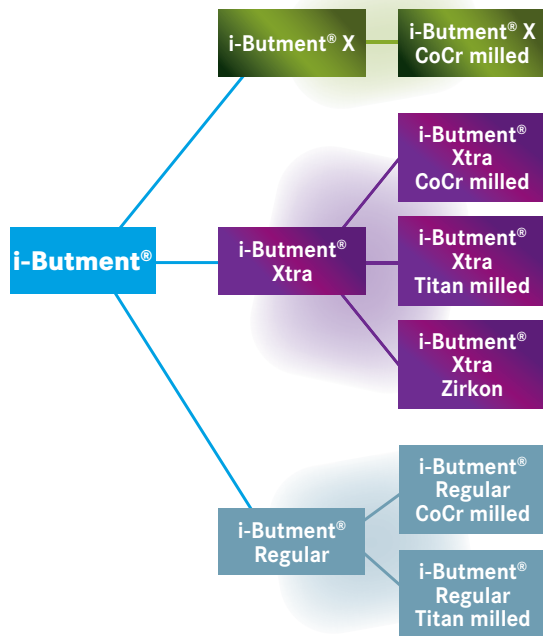 i-Butment® X
i-Butment® X
CoCr milled
i-Butment®
Xtra
CoCr milled
i-Butment®
i-Butment®
Xtra
i-Butment®
Xtra
Titan milled
i-Butment®
Xtra
Zirkon
i-Butment®
Regular
i-Butment®
Regular
CoCr milled
i-Butment®
Regular
Titan milled